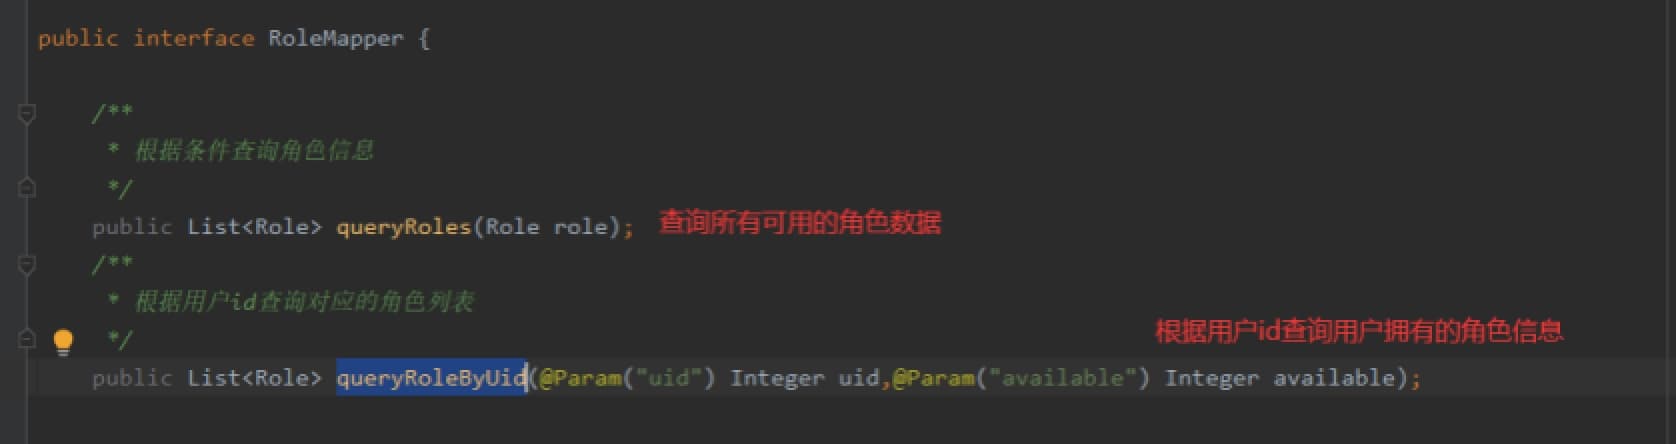 public interface RoleMapper {
/**
* 根据条件查询角色信息
*/
public List<Role> queryRoles(Role role); 查询所有可用的角色数据
/**
* 根据用户id查询对应的角色列表
*/
根据用户id查询用户拥有的角色信息
public List<Role> queryRoleByUid(@Param("uid") Integer uid,@Param("available") Integer available);